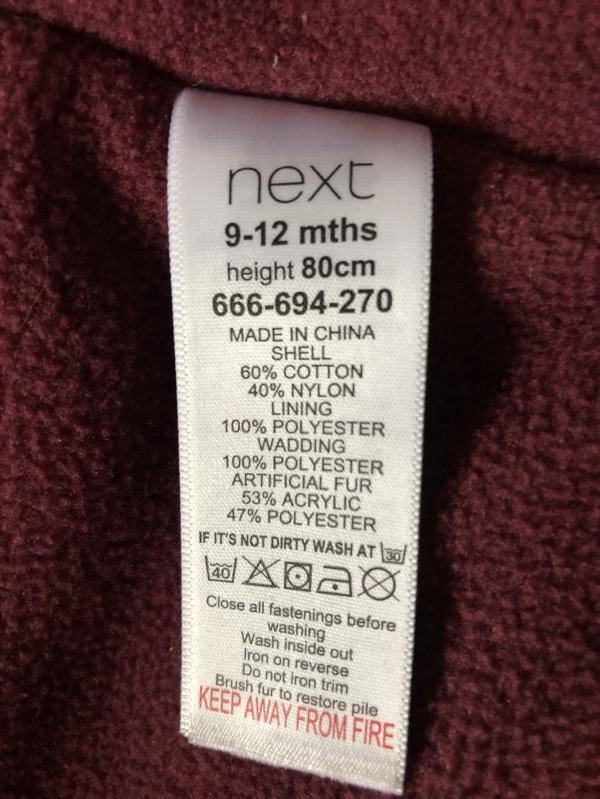 next
9-12 mths
height 80cm
666-694-270
MADE IN CHINA
SHELL
60% COTTON
40% NYLON
LINING
100% POLYESTER
WADDING
100% POLYESTER
ARTIFICIAL FUR
53% ACRYLIC
47% POLYESTER
IF IT'S NOT DIRTY WASH AT 30
40
Close all fastenings before
washing
Wash inside out
Iron on reverse
Do not iron trim
Brush fur to restore pile
KEEP AWAY FROM FIRE